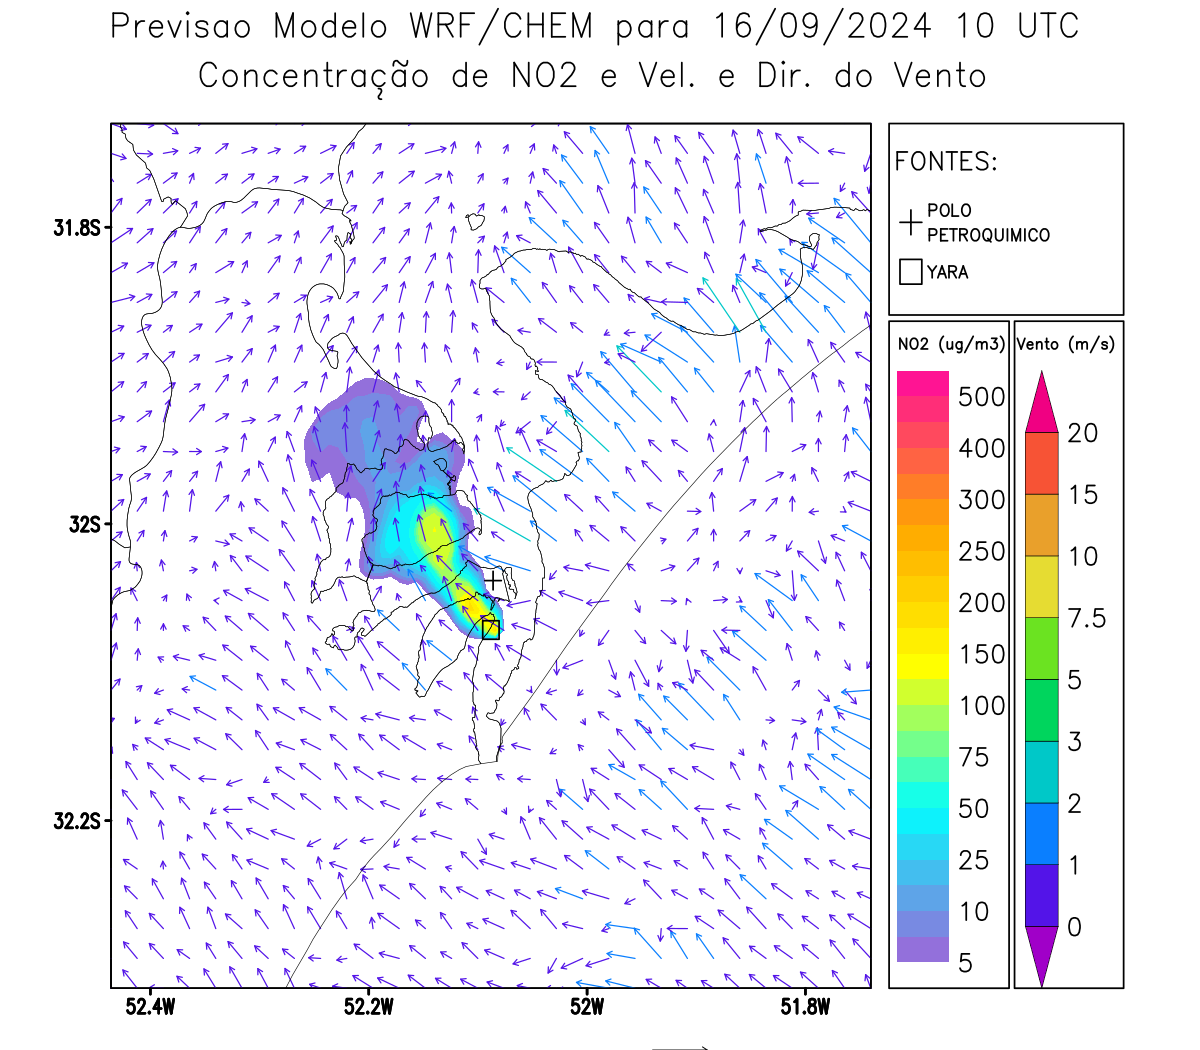 Previsao Modelo WRF/CHEM para 16/09/2024 10 UTC
Concentração de NO2 e Vel. e Dir. do Vento
FONTES:
POLO
PETROQUIMICO
YARA
NO2 (ug/m3)
500
400
300
250
200
150
100
75
50
25
10
5
Vento (m/s)
20
15
10
7.5
5
3
2
1
0
31.8S
32S
32.2S
52.4W
52.2W
52W
51.8W